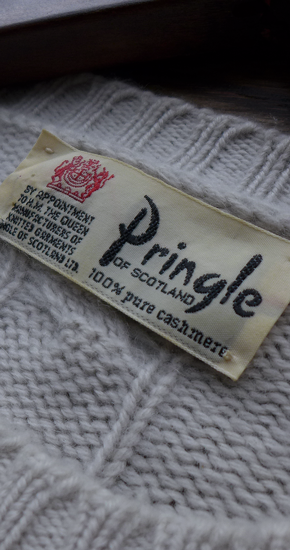 BY APPOINTMENT
TO H.M. THE QUEEN
MANUFACTURERS OF
KNITTED GARMENTS
PRINGLE OF SCOTLAND LTD.
Pringle
OF SCOTLAND
100% pure cashmere